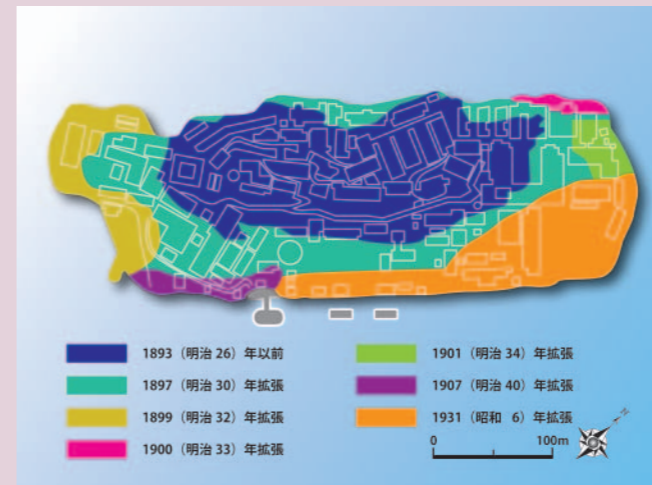 1893（明治 26）年以前
1897（明治 30）年拡張
1899（明治 32）年拡張
1900（明治 33）年拡張
1901（明治 34）年拡張
1907（明治 40）年拡張
1931（昭和 6）年拡張
0 100m
N